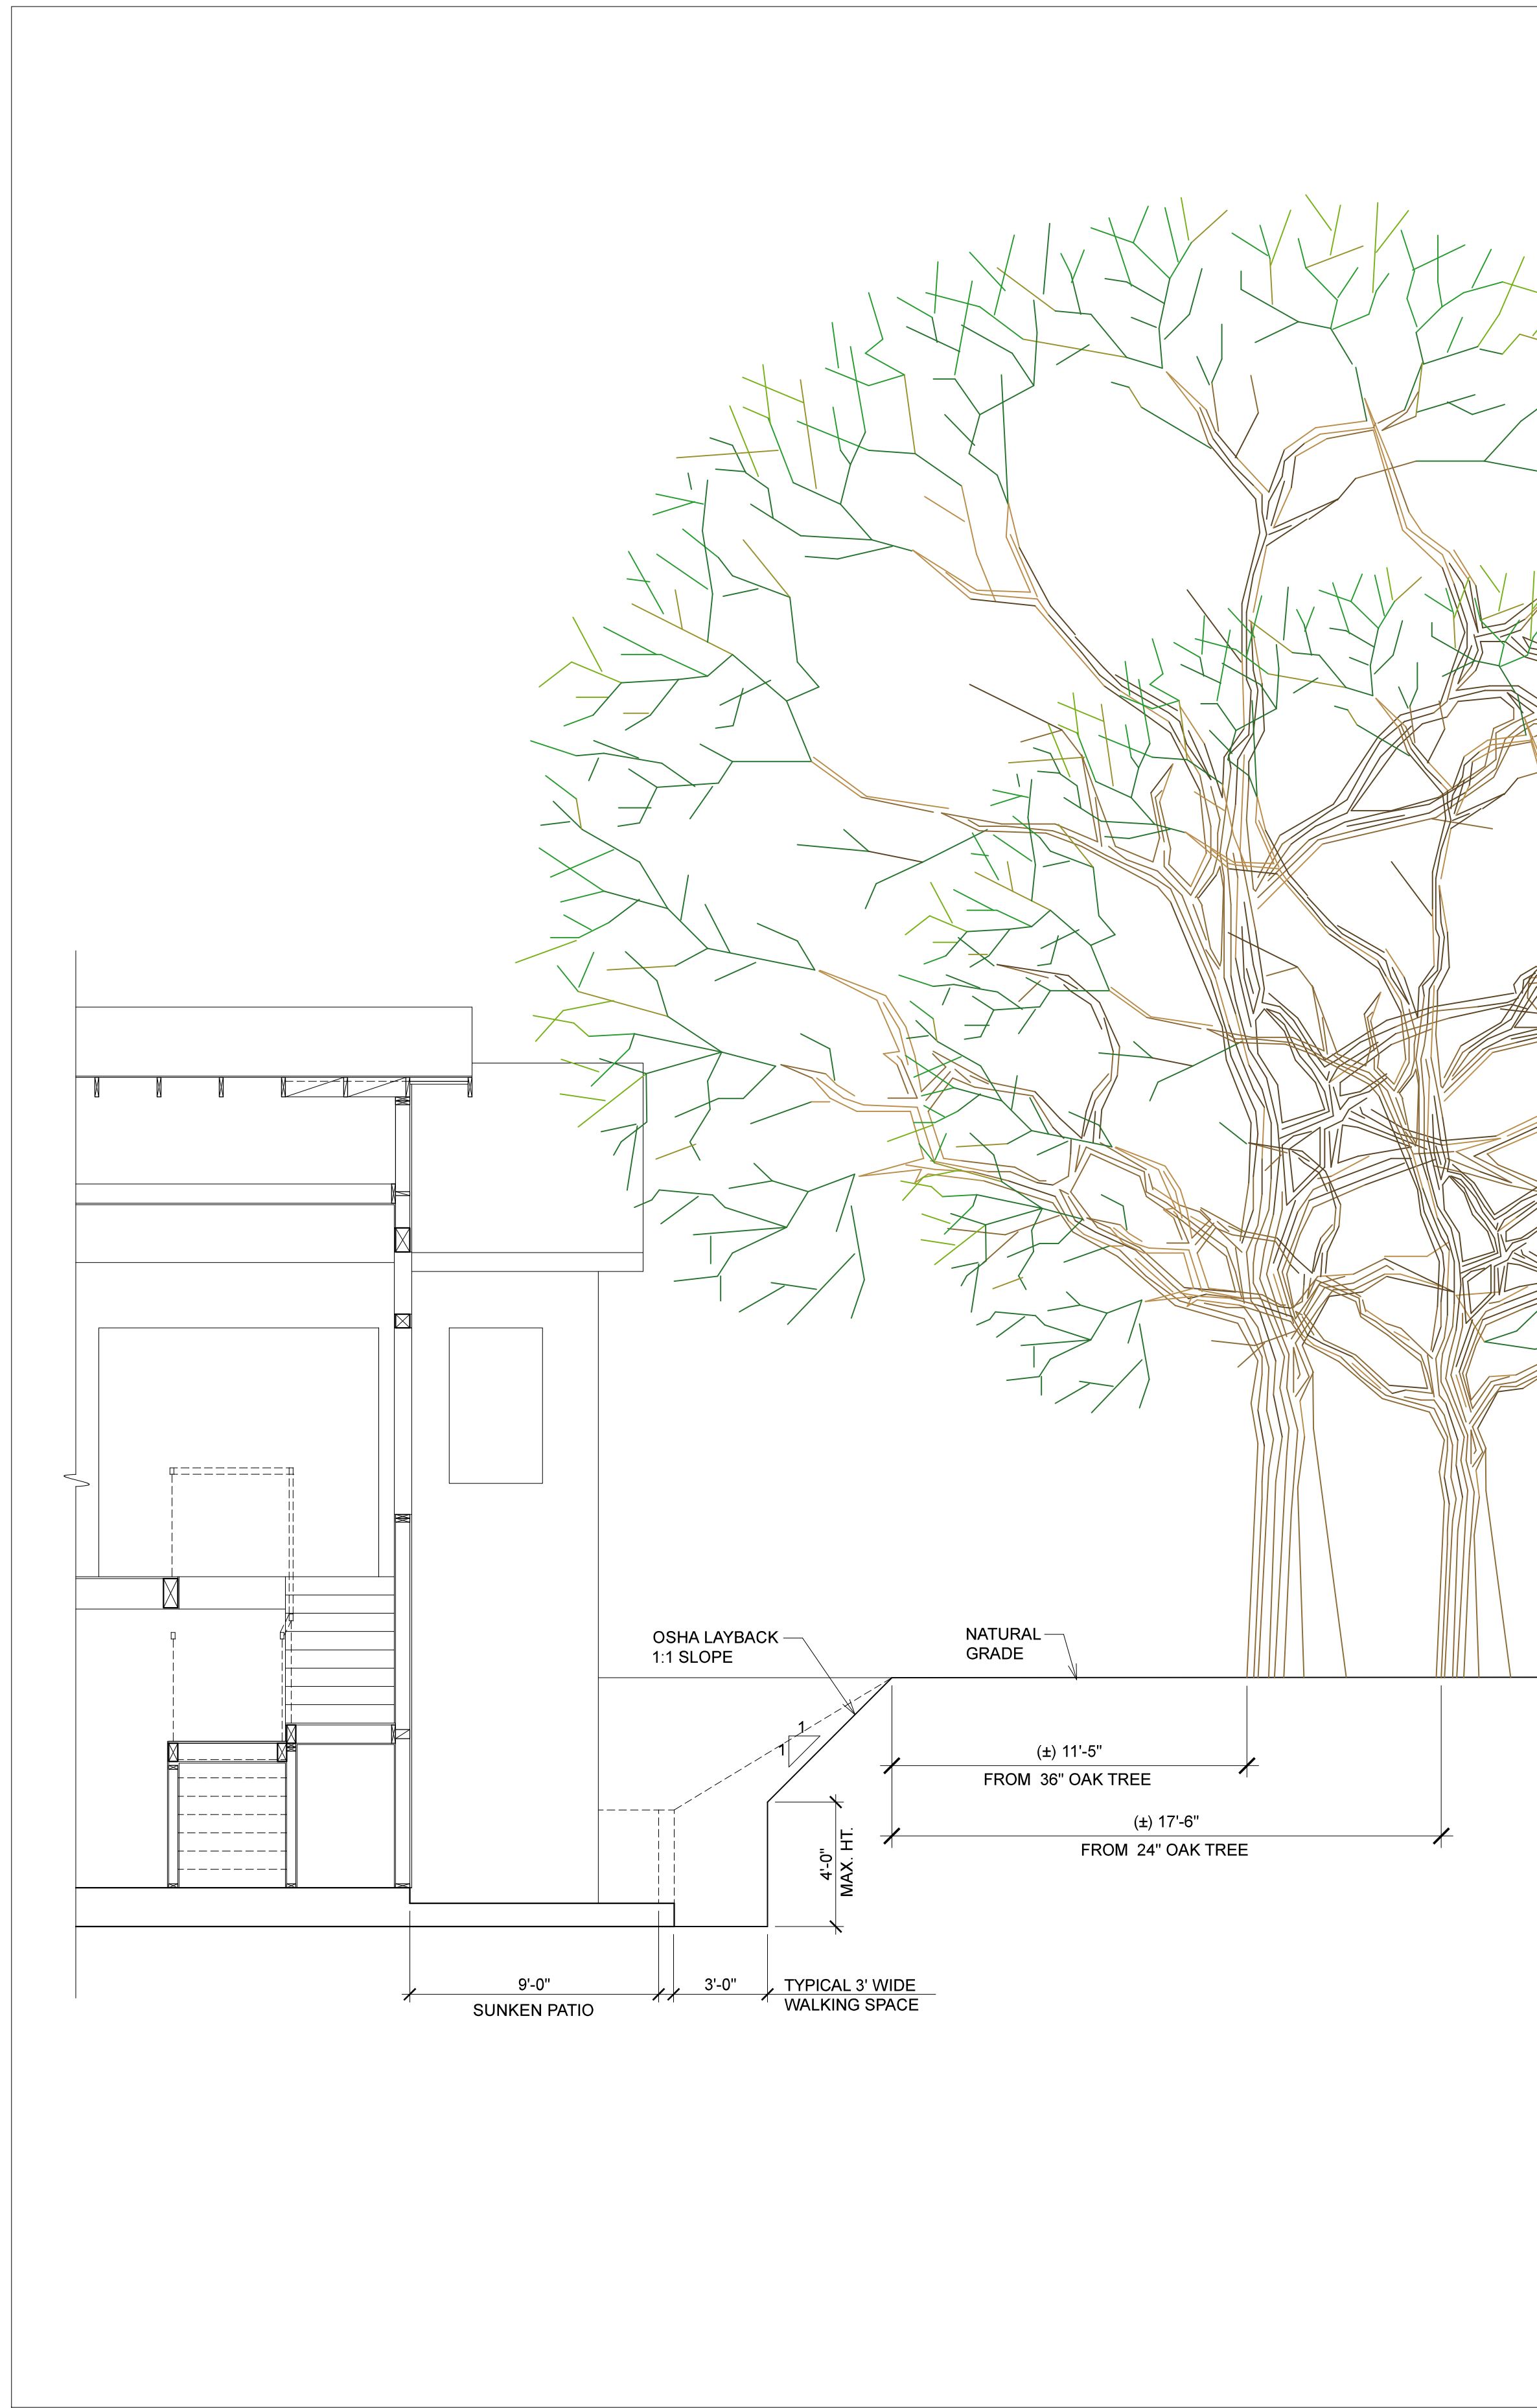 OSHA LAYBACK
1:1 SLOPE
NATURAL
GRADE
1
1
(±) 11'-5"
FROM 36" OAK TREE
(±) 17'-6"
FROM 24" OAK TREE
4'-0"
MAX. HT.
9'-0"
SUNKEN PATIO
3'-0"
TYPICAL 3' WIDE
WALKING SPACE